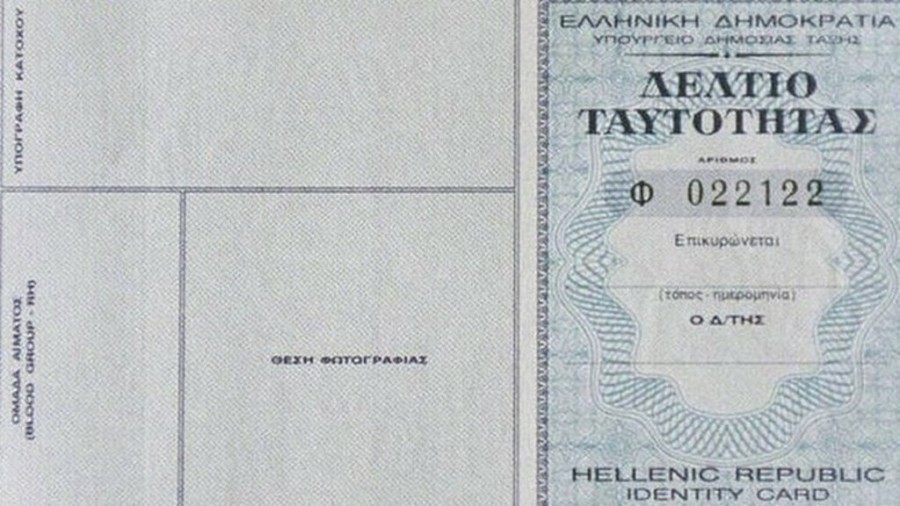 ΥΠΟΓΡΑΦΗ ΚΑΤΟΧΟΥ
ΟΜΑΔΑ ΑΙΜΑΤΟΣ
(BLOOD GROUP - RH)
ΘΕΣΗ ΦΩΤΟΓΡΑΦΙΑΣ
ΕΛΛΗΝΙΚΗ ΔΗΜΟΚΡΑΤΙΑ
ΥΠΟΥΡΓΕΙΟ ΔΗΜΟΣΙΑΣ ΤΑΞΗΣ
ΔΕΛΤΙΟ
ΤΑΥΤΟΤΗΤΑΣ
ΑΡΙΘΜΟΣ
Φ 022122
Επικυρώνεται
(τόπος - ημερομηνία)
Ο Δ/ΤΗΣ
HELLENIC REPUBLIC
IDENTITY CARD